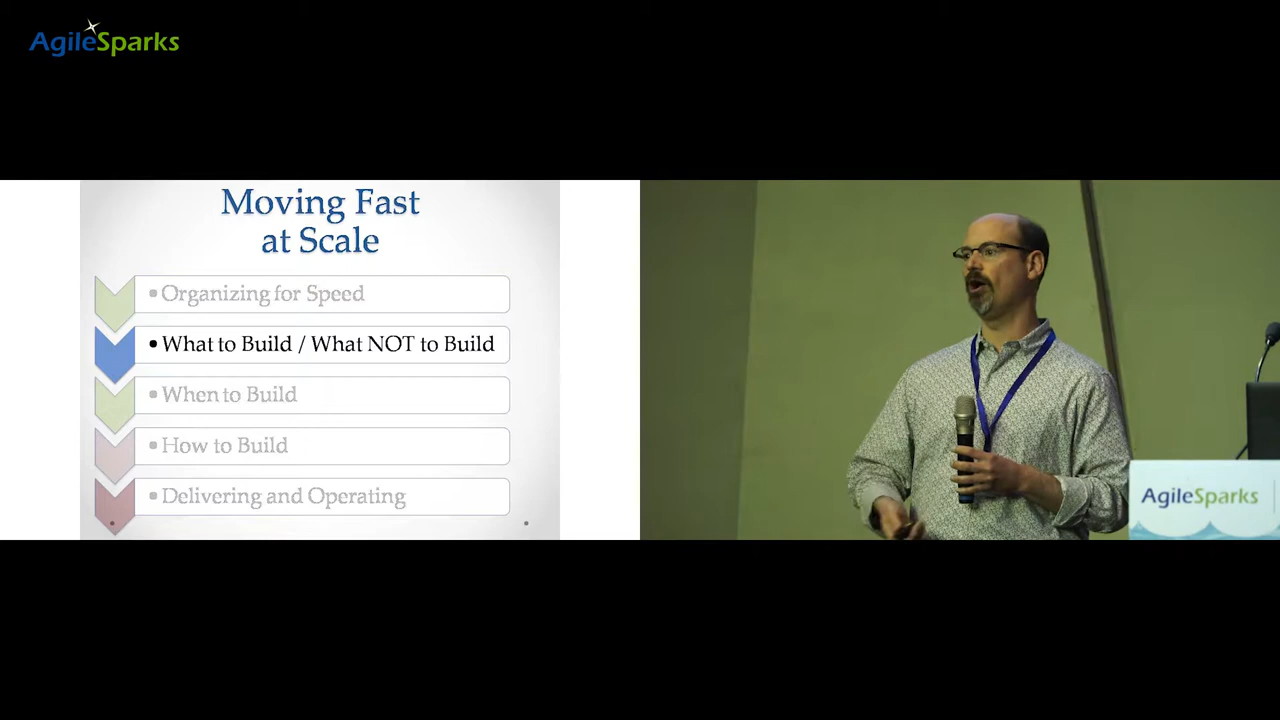 AgileSparks
Moving Fast
at Scale
• Organizing for Speed
• What to Build / What NOT to Build
• When to Build
• How to Build
• Delivering and Operating
AgileSparks